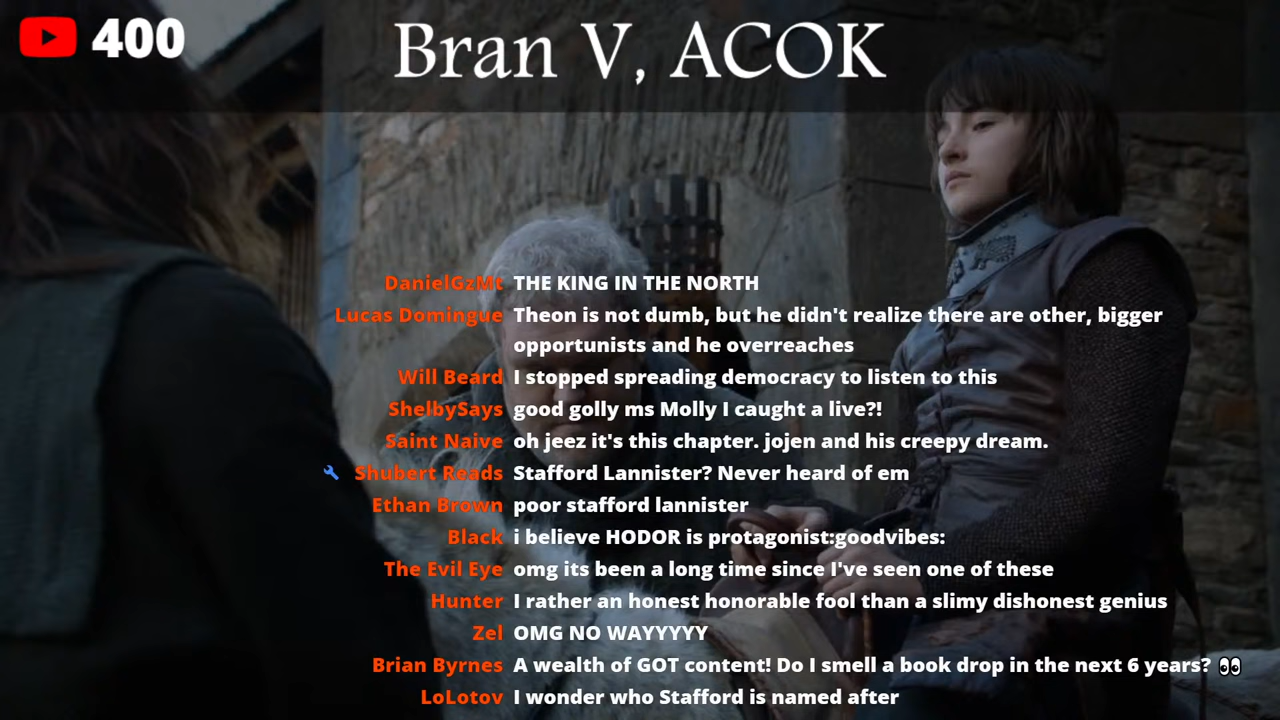 400
Bran V, ACOK
DanielGzMt THE KING IN THE NORTH
Lucas Domingue Theon is not dumb, but he didn't realize there are other, bigger
opportunists and he overreaches
Will Beard I stopped spreading democracy to listen to this
ShelbySays good golly ms Molly I caught a live?!
Saint Naive oh jeez it's this chapter. jojen and his creepy dream.
Shubert Reads Stafford Lannister? Never heard of em
Ethan Brown poor stafford lannister
Black i believe HODOR is protagonist:goodvibes:
The Evil Eye omg its been a long time since I've seen one of these
Hunter I rather an honest honorable fool than a slimy dishonest genius
Zel OMG NO WAYYYYY
Brian Byrnes A wealth of GOT content! Do I smell a book drop in the next 6 years? 👀
LoLotov I wonder who Stafford is named after